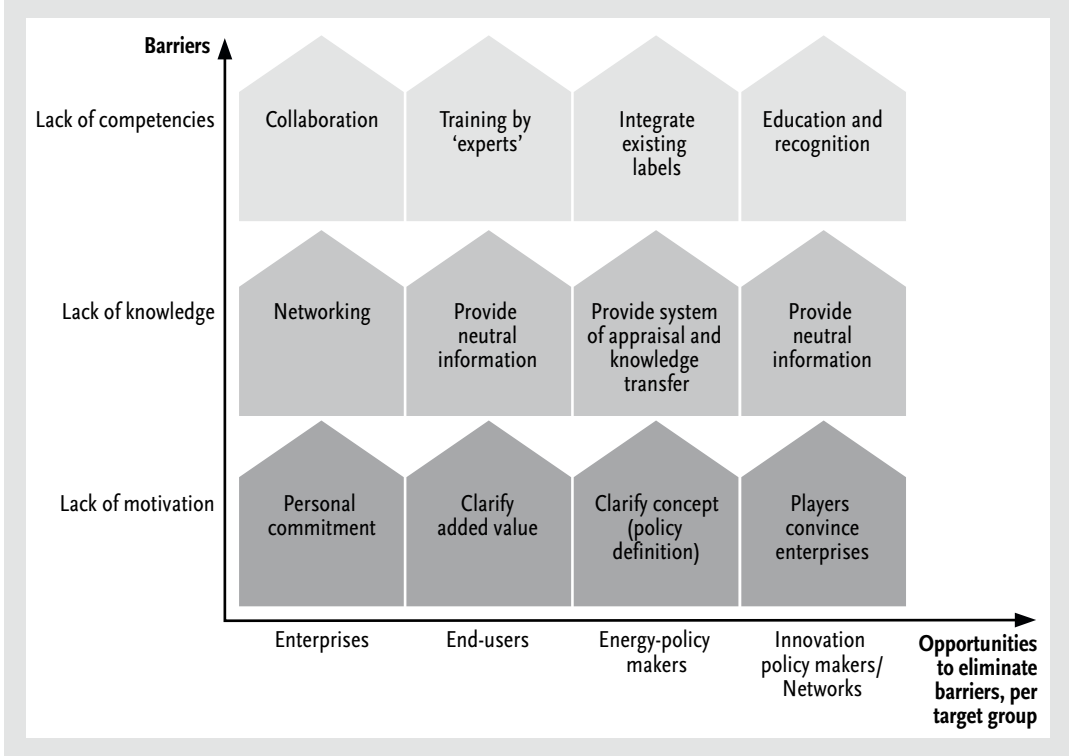 Barriers
Lack of competencies
Collaboration
Training by
‘experts’
Integrate
existing
labels
Education and
recognition
Lack of knowledge
Networking
Provide
neutral
information
Provide system
of appraisal and
knowledge
transfer
Provide
neutral
information
Lack of motivation
Personal
commitment
Clarify
added value
Clarify concept
(policy
definition)
Players
convince
enterprises
Enterprises
End-users
Energy-policy
makers
Innovation
policy makers/
Networks
Opportunities
to eliminate
barriers, per
target group